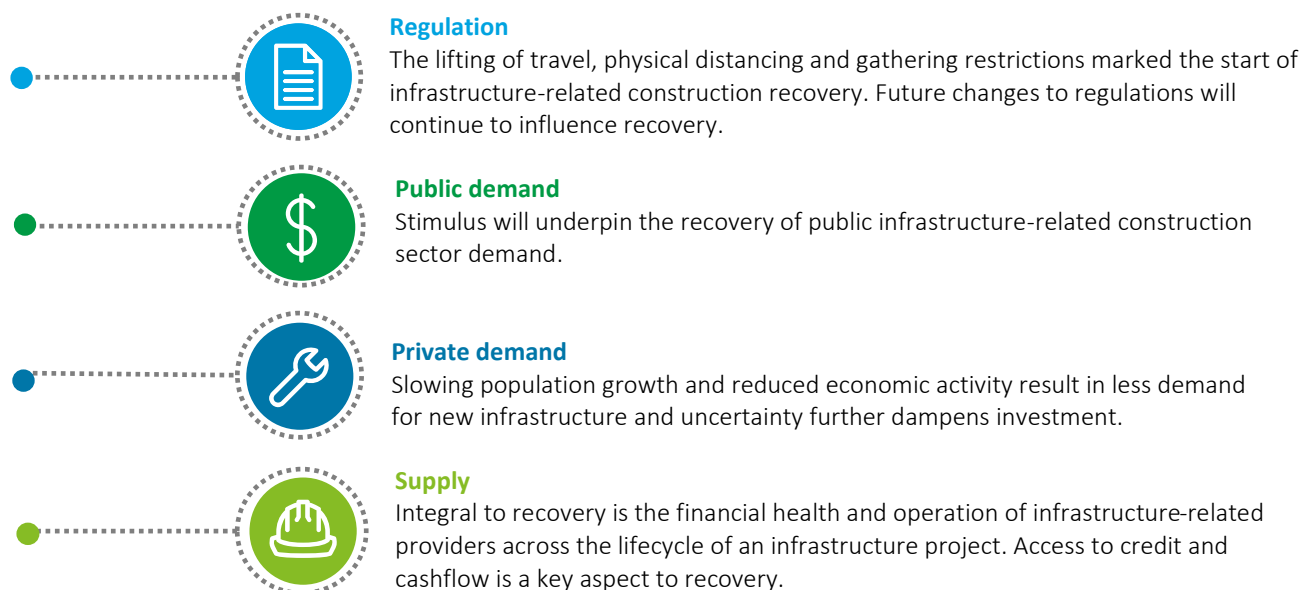 Regulation
The lifting of travel, physical distancing and gathering restrictions marked the start of
infrastructure-related construction recovery. Future changes to regulations will
continue to influence recovery.
Public demand
Stimulus will underpin the recovery of public infrastructure-related construction
sector demand.
Private demand
Slowing population growth and reduced economic activity result in less demand
for new infrastructure and uncertainty further dampens investment.
Supply
Integral to recovery is the financial health and operation of infrastructure-related
providers across the lifecycle of an infrastructure project. Access to credit and
cashflow is a key aspect to recovery.